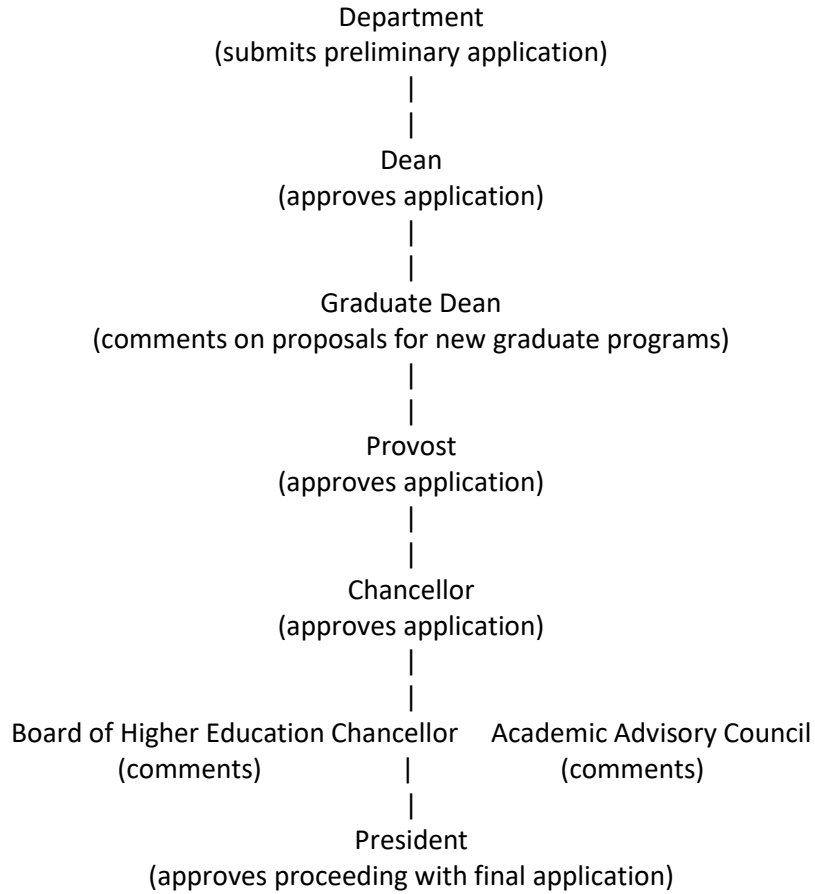 Department
(submits preliminary application)
|
|
Dean
(approves application)
|
|
Graduate Dean
(comments on proposals for new graduate programs)
|
|
Provost
(approves application)
|
|
Chancellor
(approves application)
|
|
Board of Higher Education Chancellor Academic Advisory Council
(comments) | (comments)
|
President
(approves proceeding with final application)